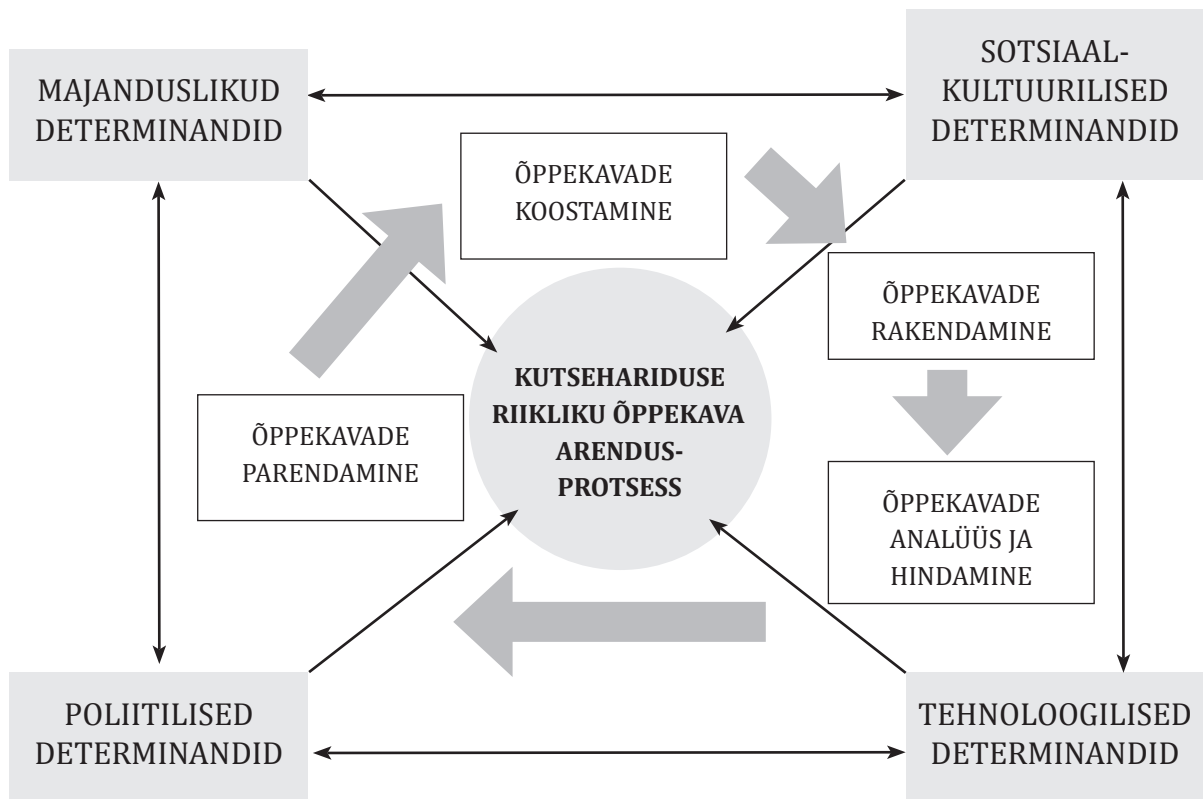 MAJANDUSLIKUD
DETERMINANDID
SOTSIAAL-
KULTUURILISED
DETERMINANDID
ÕPPEKAVADE
KOOSTAMINE
ÕPPEKAVADE
RAKENDAMINE
KUTSEHARIDUSE
RIIKLIKU ÕPPEKAVA
ARENDUS-
PROTSESS
ÕPPEKAVADE
PARENDAMINE
ÕPPEKAVADE
ANALÜÜS JA
HINDAMINE
POLIITILISED
DETERMINANDID
TEHNOLOOGILISED
DETERMINANDID